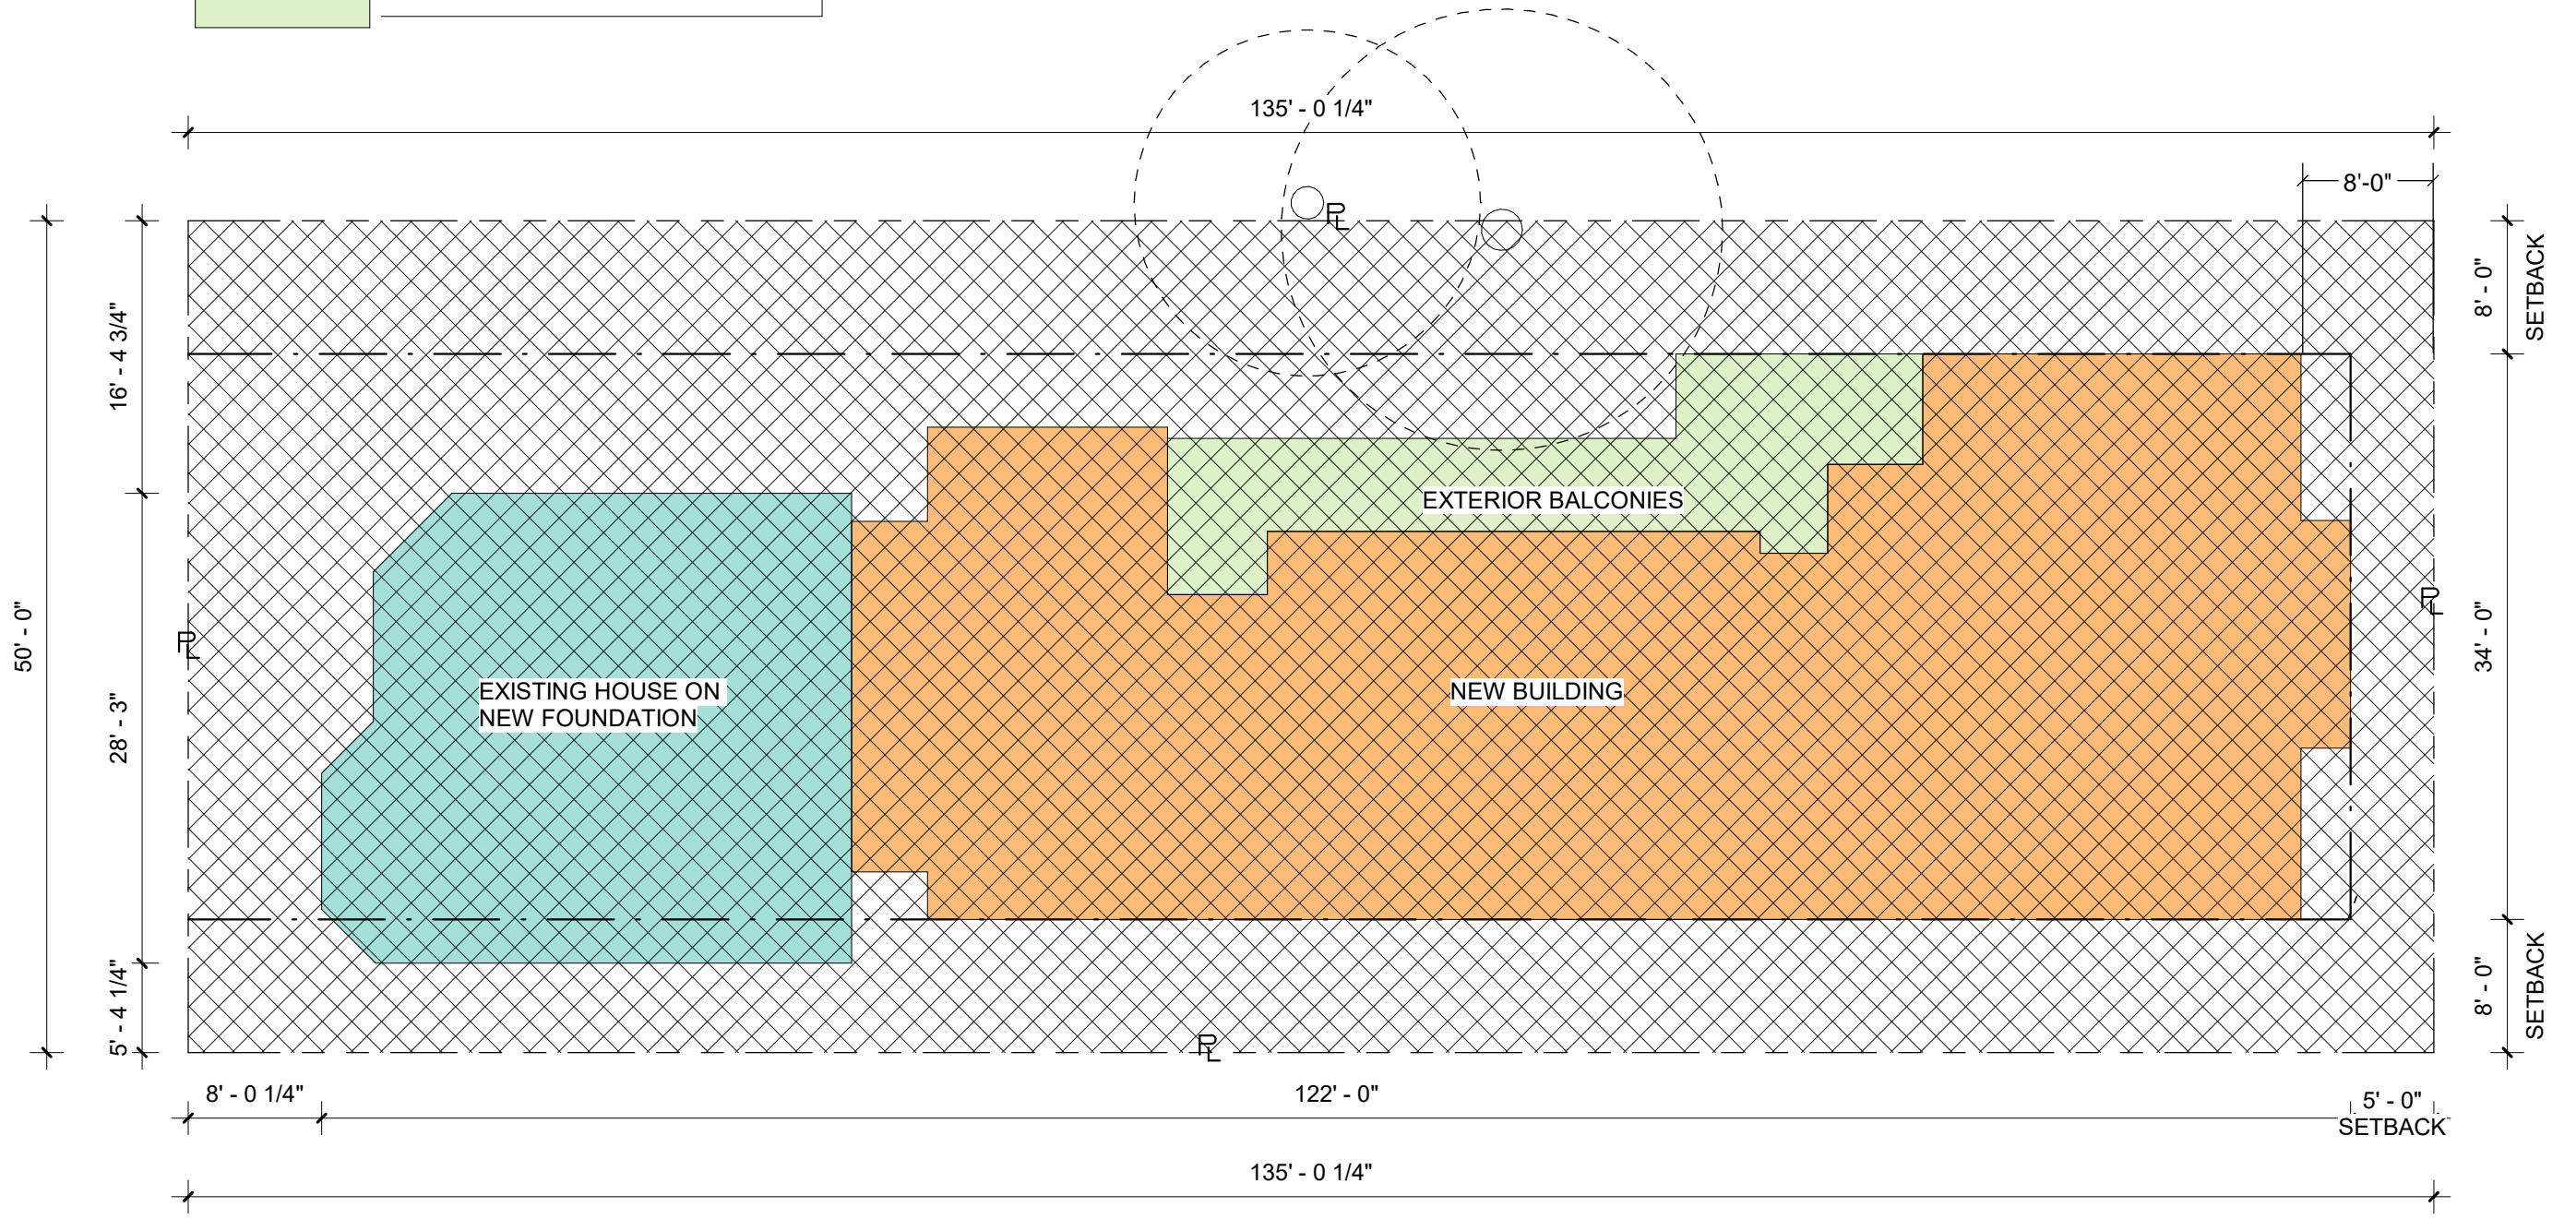 135' - 0 1/4"
8'-0"
PL
8' - 0"
SETBACK
16' - 4 3/4"
EXTERIOR BALCONIES
50' - 0"
PL
PL
34' - 0"
28' - 3"
EXISTING HOUSE ON
NEW FOUNDATION
NEW BUILDING
5' - 4 1/4"
8' - 0"
SETBACK
PL
8' - 0 1/4"
122' - 0"
5' - 0"
SETBACK
135' - 0 1/4"